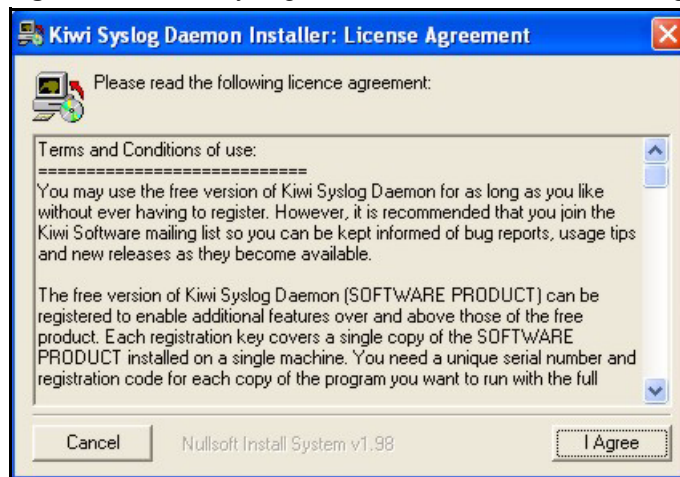 Kiwi Syslog Daemon Installer: License Agreement
Please read the following licence agreement:
Terms and Conditions of use:
============================
You may use the free version of Kiwi Syslog Daemon for as long as you like
without ever having to register. However, it is recommended that you join the
Kiwi Software mailing list so you can be kept informed of bug reports, usage tips
and new releases as they become available.
The free version of Kiwi Syslog Daemon (SOFTWARE PRODUCT) can be
registered to enable additional features over and above those of the free
product. Each registration key covers a single copy of the SOFTWARE
PRODUCT installed on a single machine. You need a unique serial number and
registration code for each copy of the program you want to run with the full
Cancel
Nullsoft Install System v1.98
I Agree